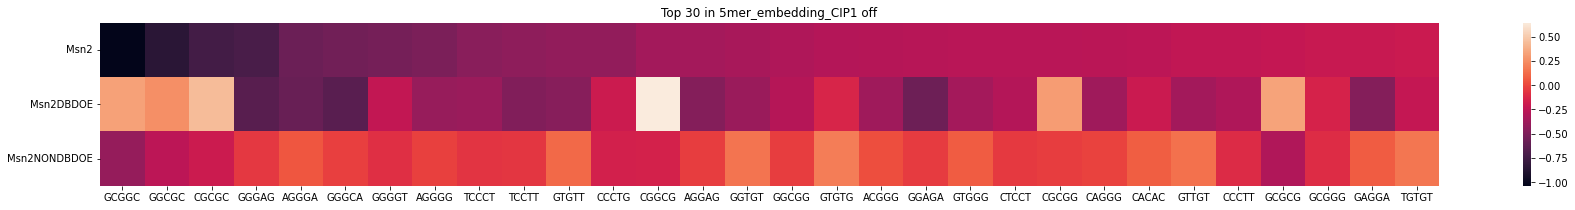 Top 30 in 5mer_embedding_CIP1 off
Msn2
Msn2DBDOE
Msn2NONDBDOE
GCGGC GGCGC CGCGC GGGAG AGGGA GGGCA GGGGT AGGGG TCCCT TCCTT GTGTT CCCTG CGGCG AGGAG GGTGT GGCGG GTGTG ACGGG GGAGA GTGGG CTCCT CGCGG CAGGG CACAC GTTGT CCCTT GCGCG GCGGG GAGGA TGTGT
0.50
0.25
0.00
−0.25
−0.50
−0.75
−1.00